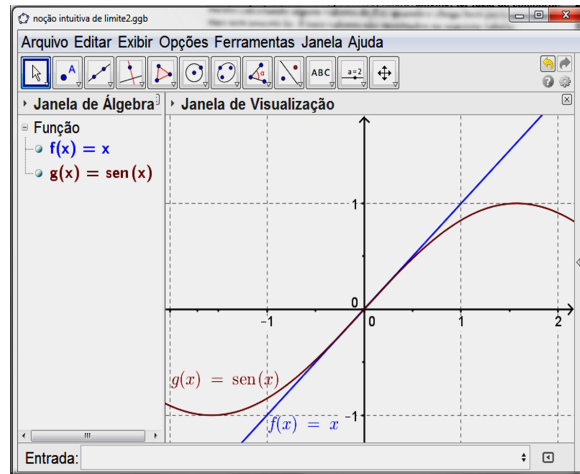 noção intuitiva de limite2.ggb
Arquivo Editar Exibir Opções Ferramentas Janela Ajuda
A
α
ABC
a=2
Janela de Álgebra
Janela de Visualização
Função
f(x) = x
g(x) = sen(x)
1
0
−1
0
1
2
g(x) = sen(x)
f(x) = x
−1
Entrada: